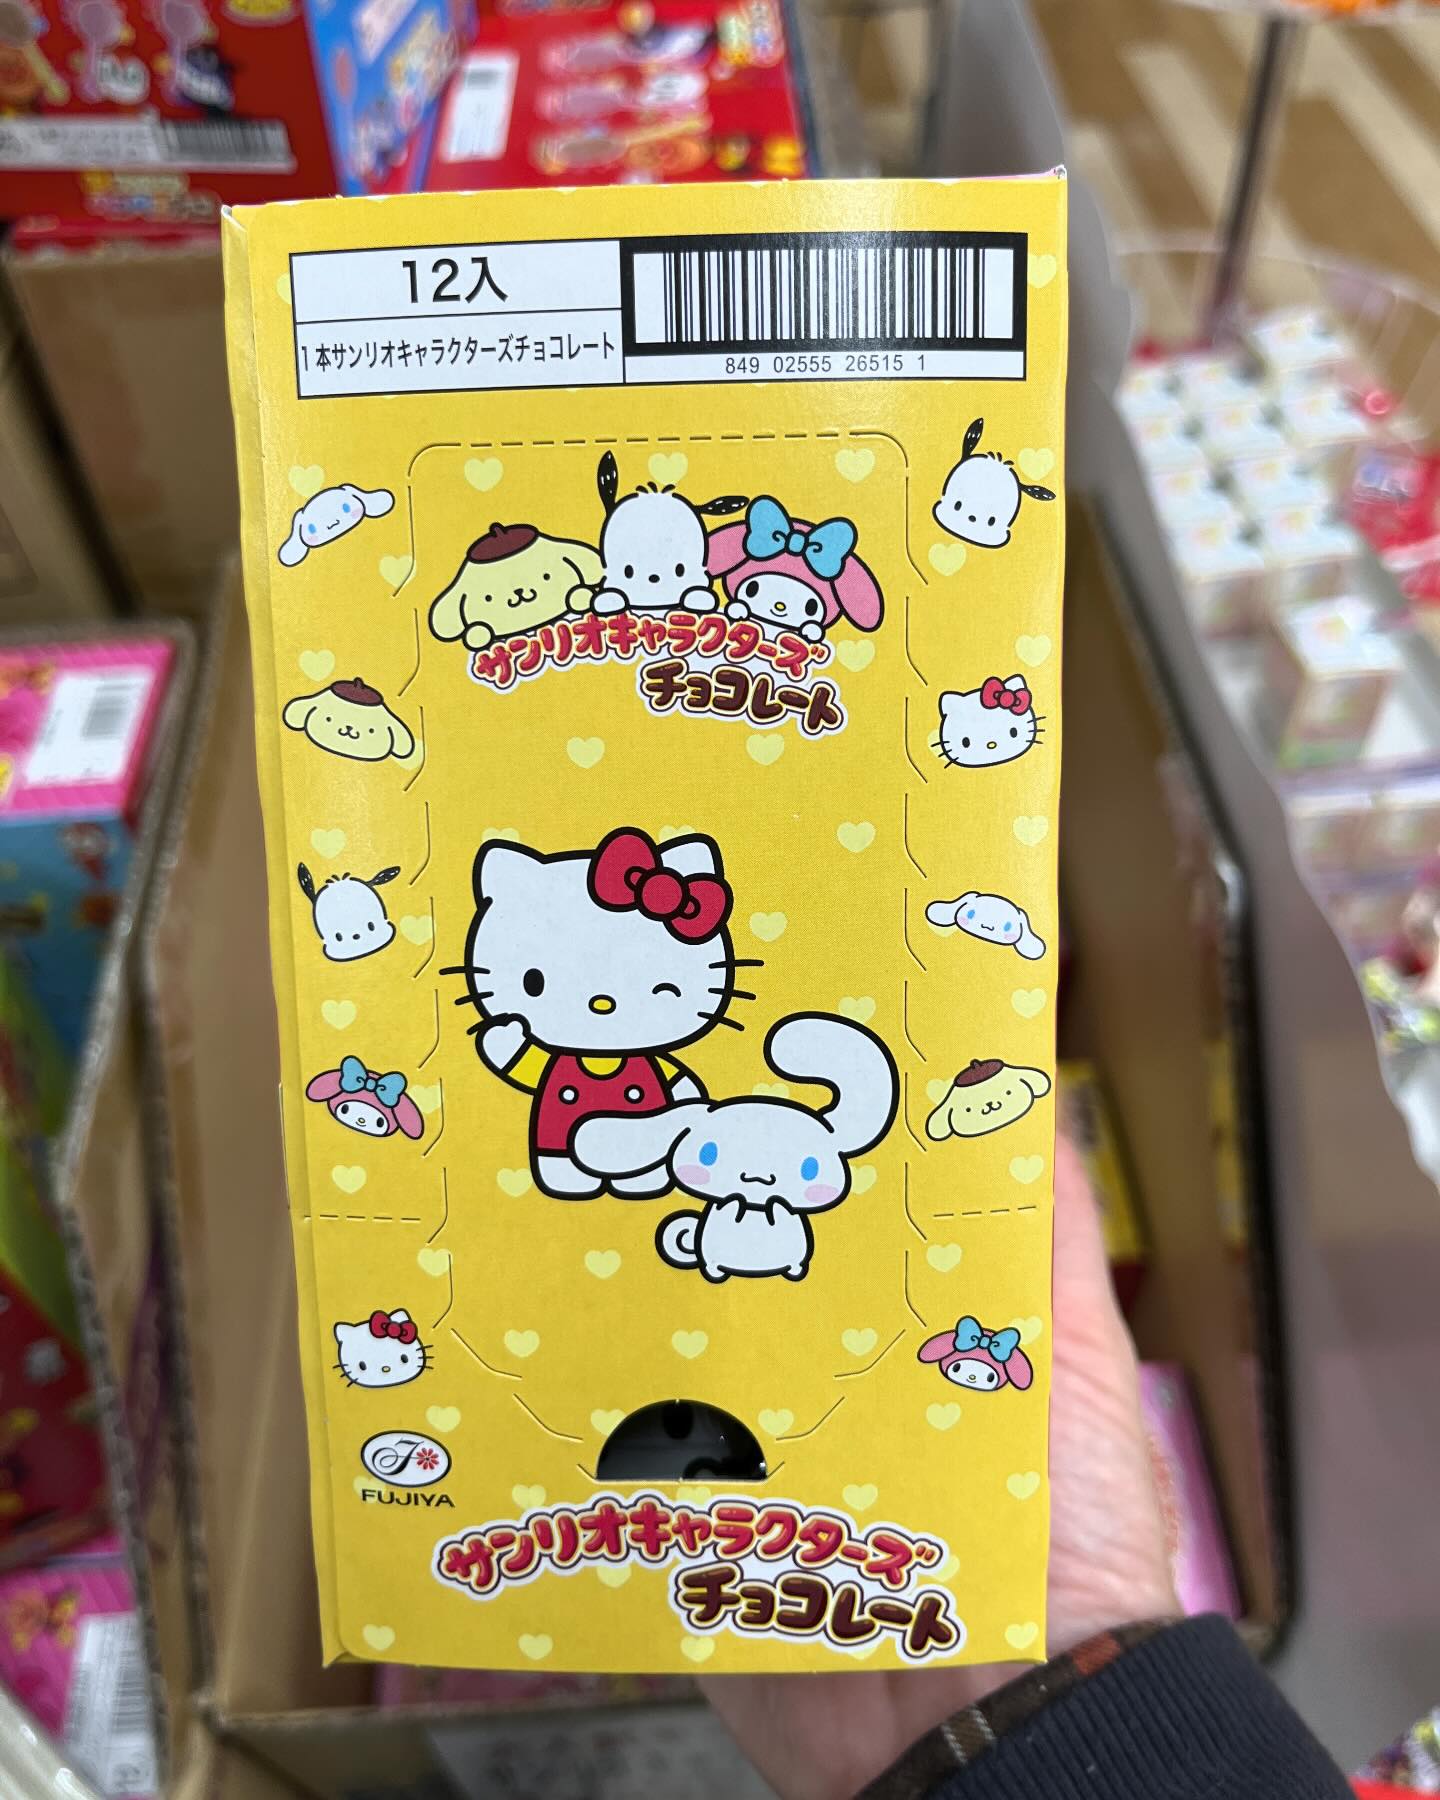 12入
1本サンリオキャラクターズチョコレート
849 02555 26515 1
サンリオキャラクターズ
チョコレート
F
FUJIYA
サンリオキャラクターズ
チョコレート